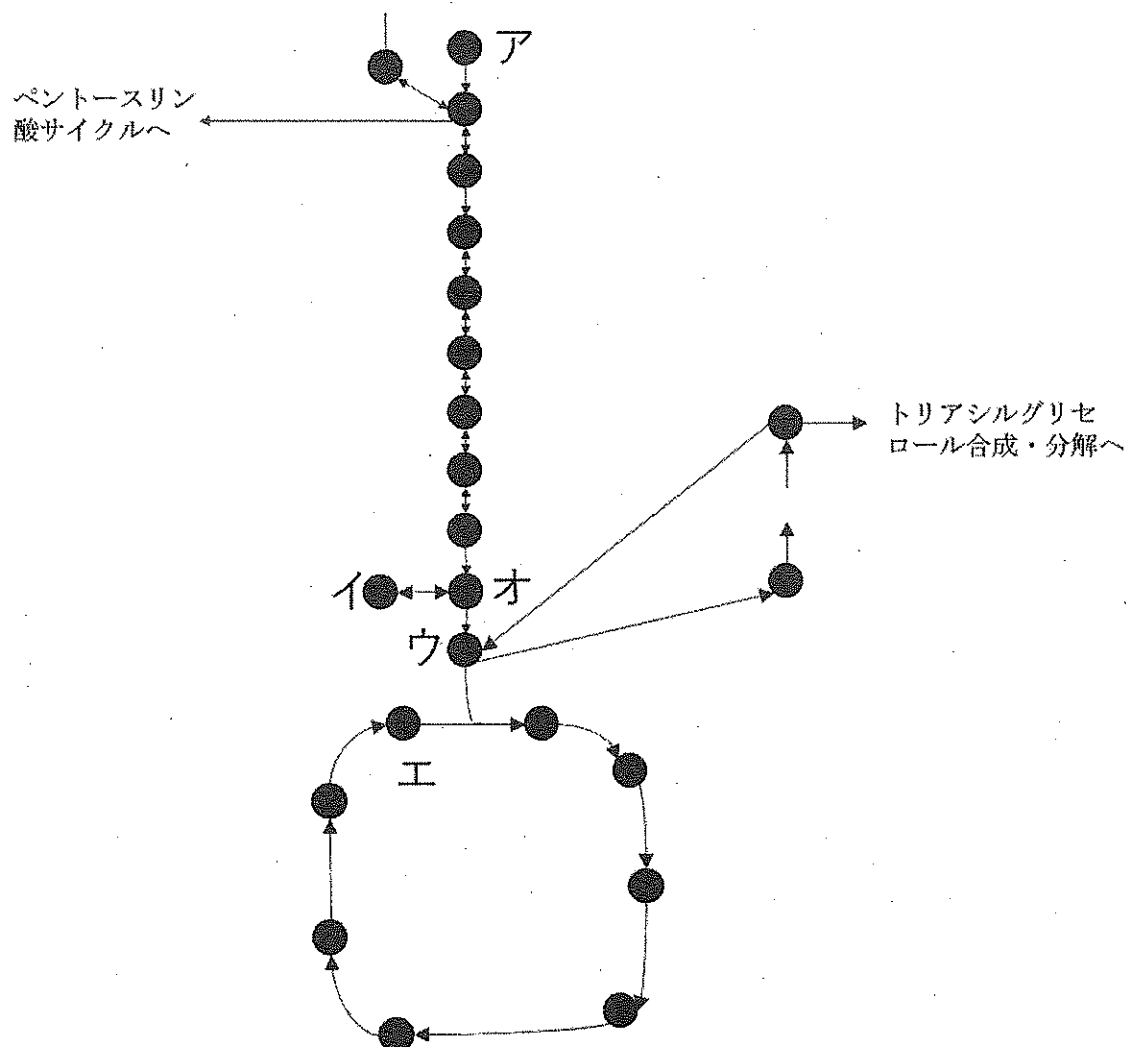 ア
ペントースリン
酸サイクルへ
トリアシルグリセ
ロール合成・分解へ
イ
オ
ウ
エ